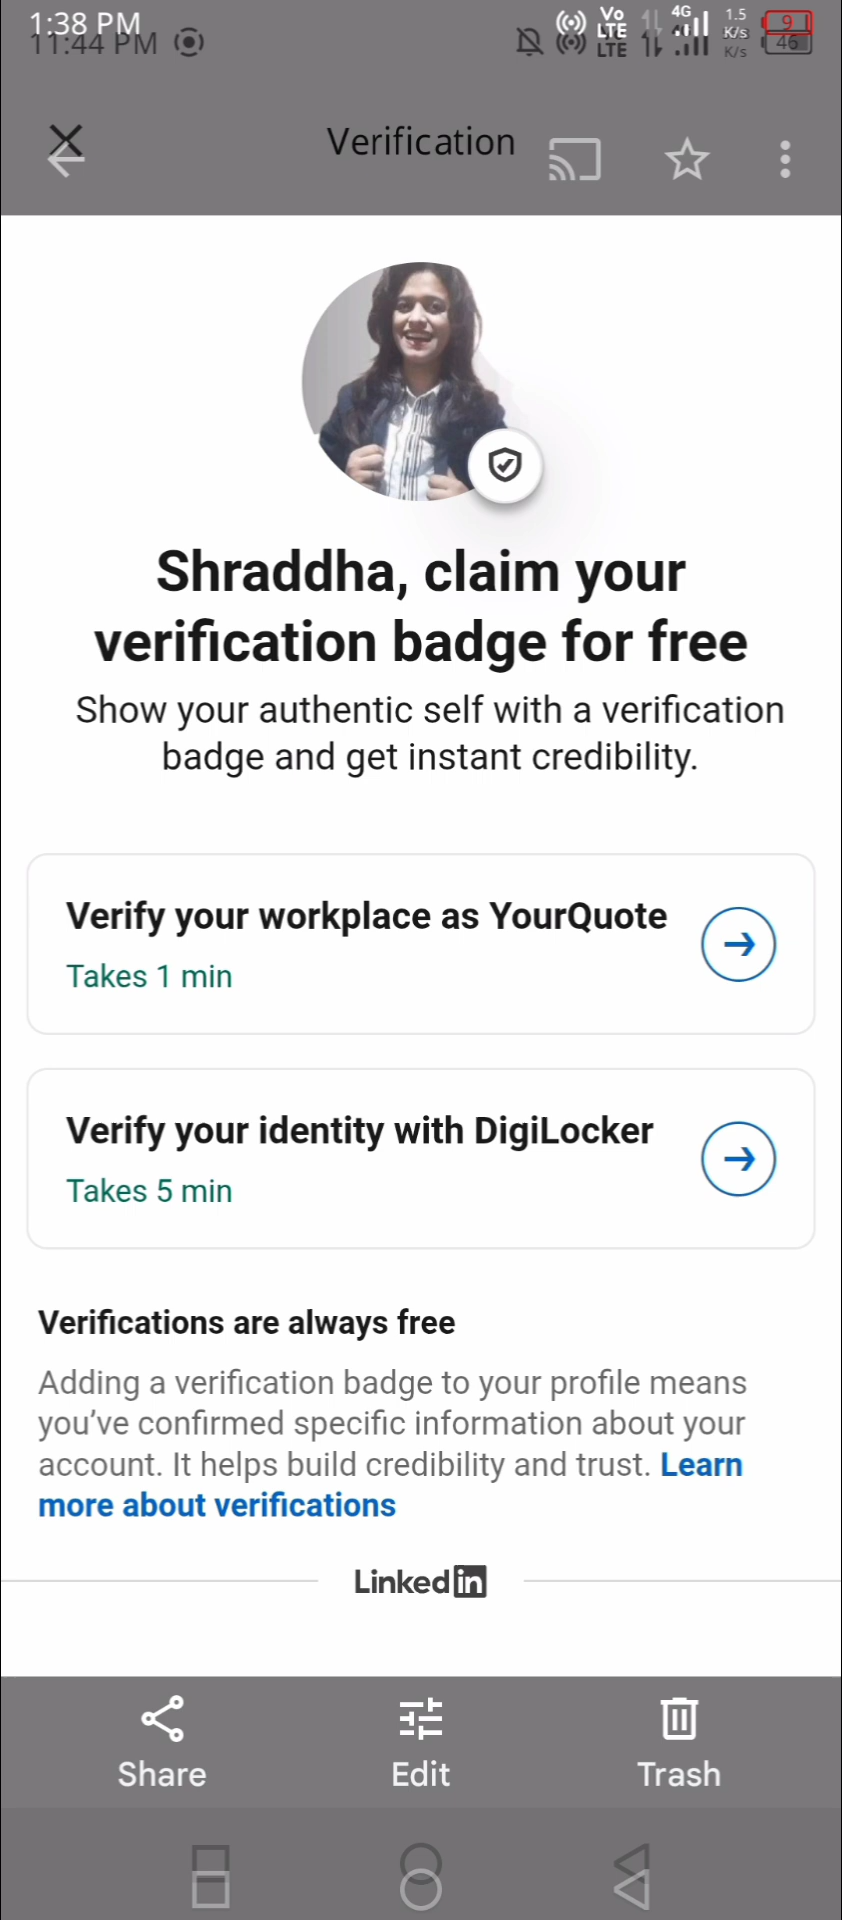 1:38 PM
11:44 PM
Vo
LTE
LTE
4G
1.5
K/s
K/s
9
46
Verification
Shraddha, claim your
verification badge for free
Show your authentic self with a verification
badge and get instant credibility.
Verify your workplace as YourQuote
Takes 1 min
Verify your identity with DigiLocker
Takes 5 min
Verifications are always free
Adding a verification badge to your profile means
you’ve confirmed specific information about your
account. It helps build credibility and trust. Learn
more about verifications
Linked in
Share Edit Trash